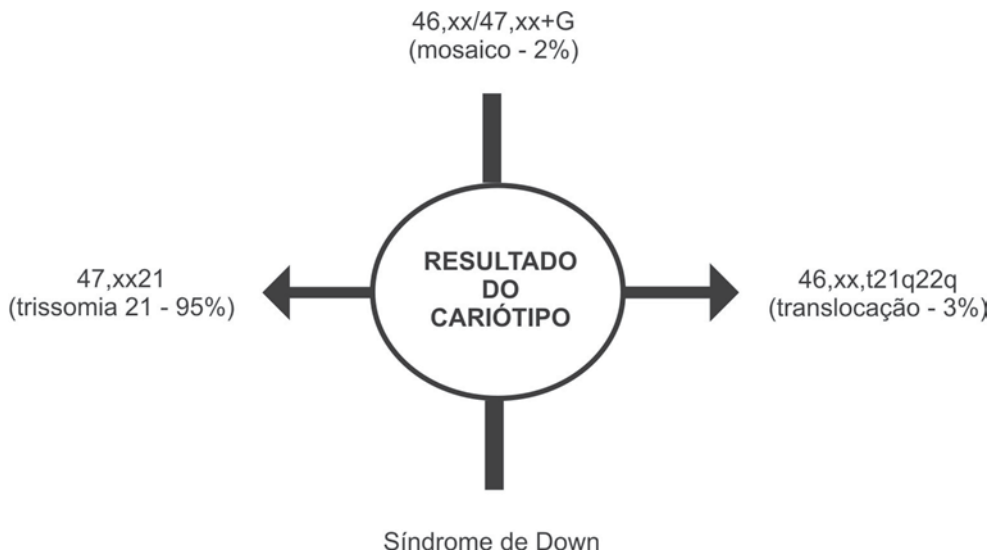 46,xx/47,xx+G
(mosaico - 2%)
47,xx21
(trissomia 21 - 95%)
RESULTADO
DO
CARIÓTIPO
46,xx,t21q22q
(translocação - 3%)
Síndrome de Down